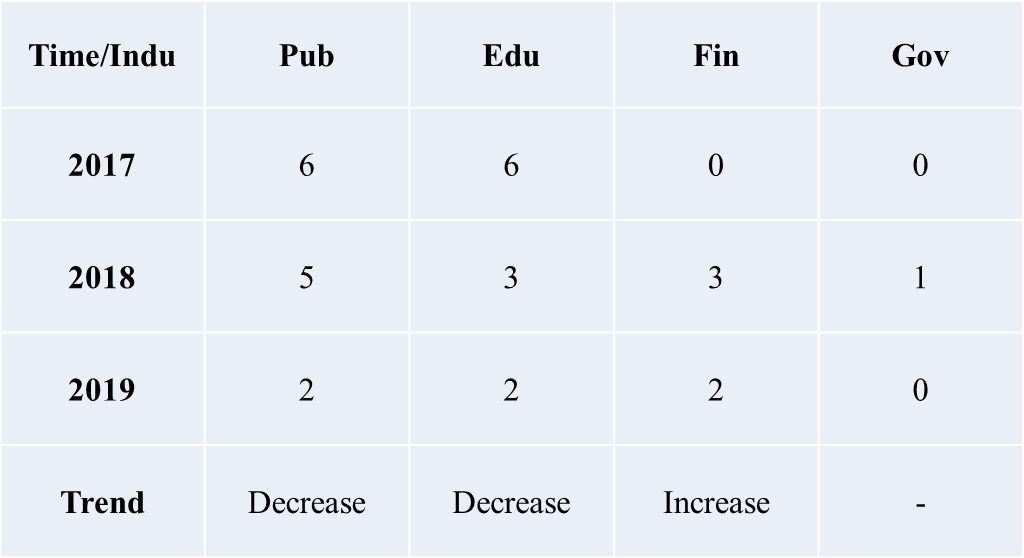 Time/Indu Pub Edu Fin Gov
2017 6 6 0 0
2018 5 3 3 1
2019 2 2 2 0
Trend Decrease Decrease Increase -